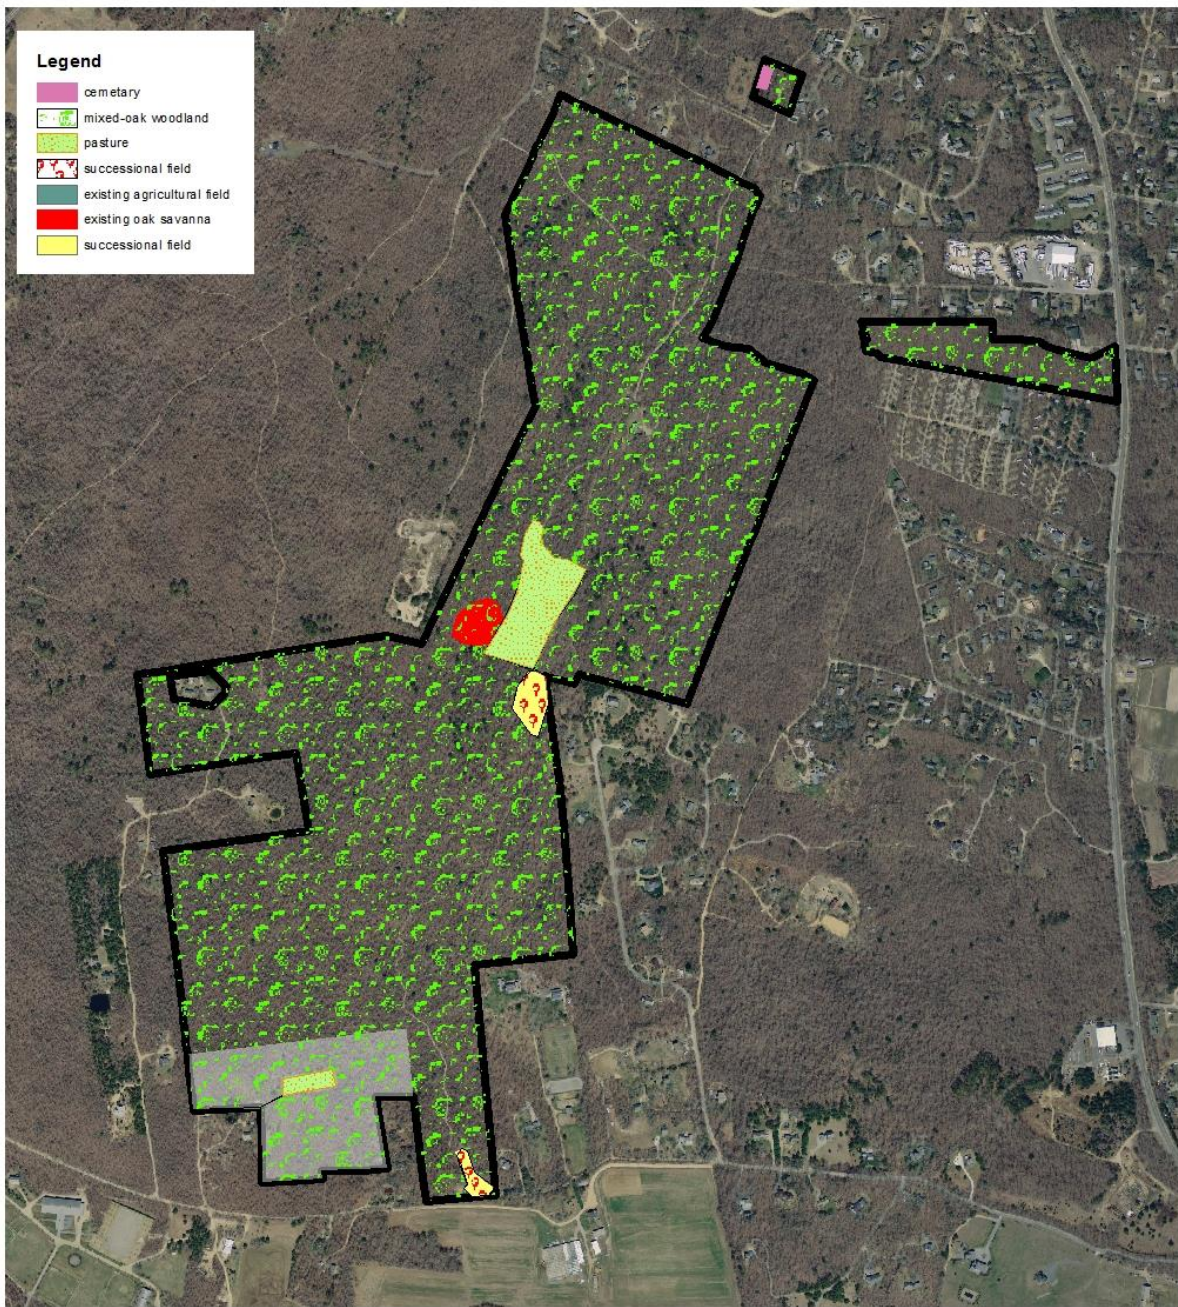 Legend
cemetary
mixed-oak woodland
pasture
successional field
existing agricultural field
existing oak savanna
successional field